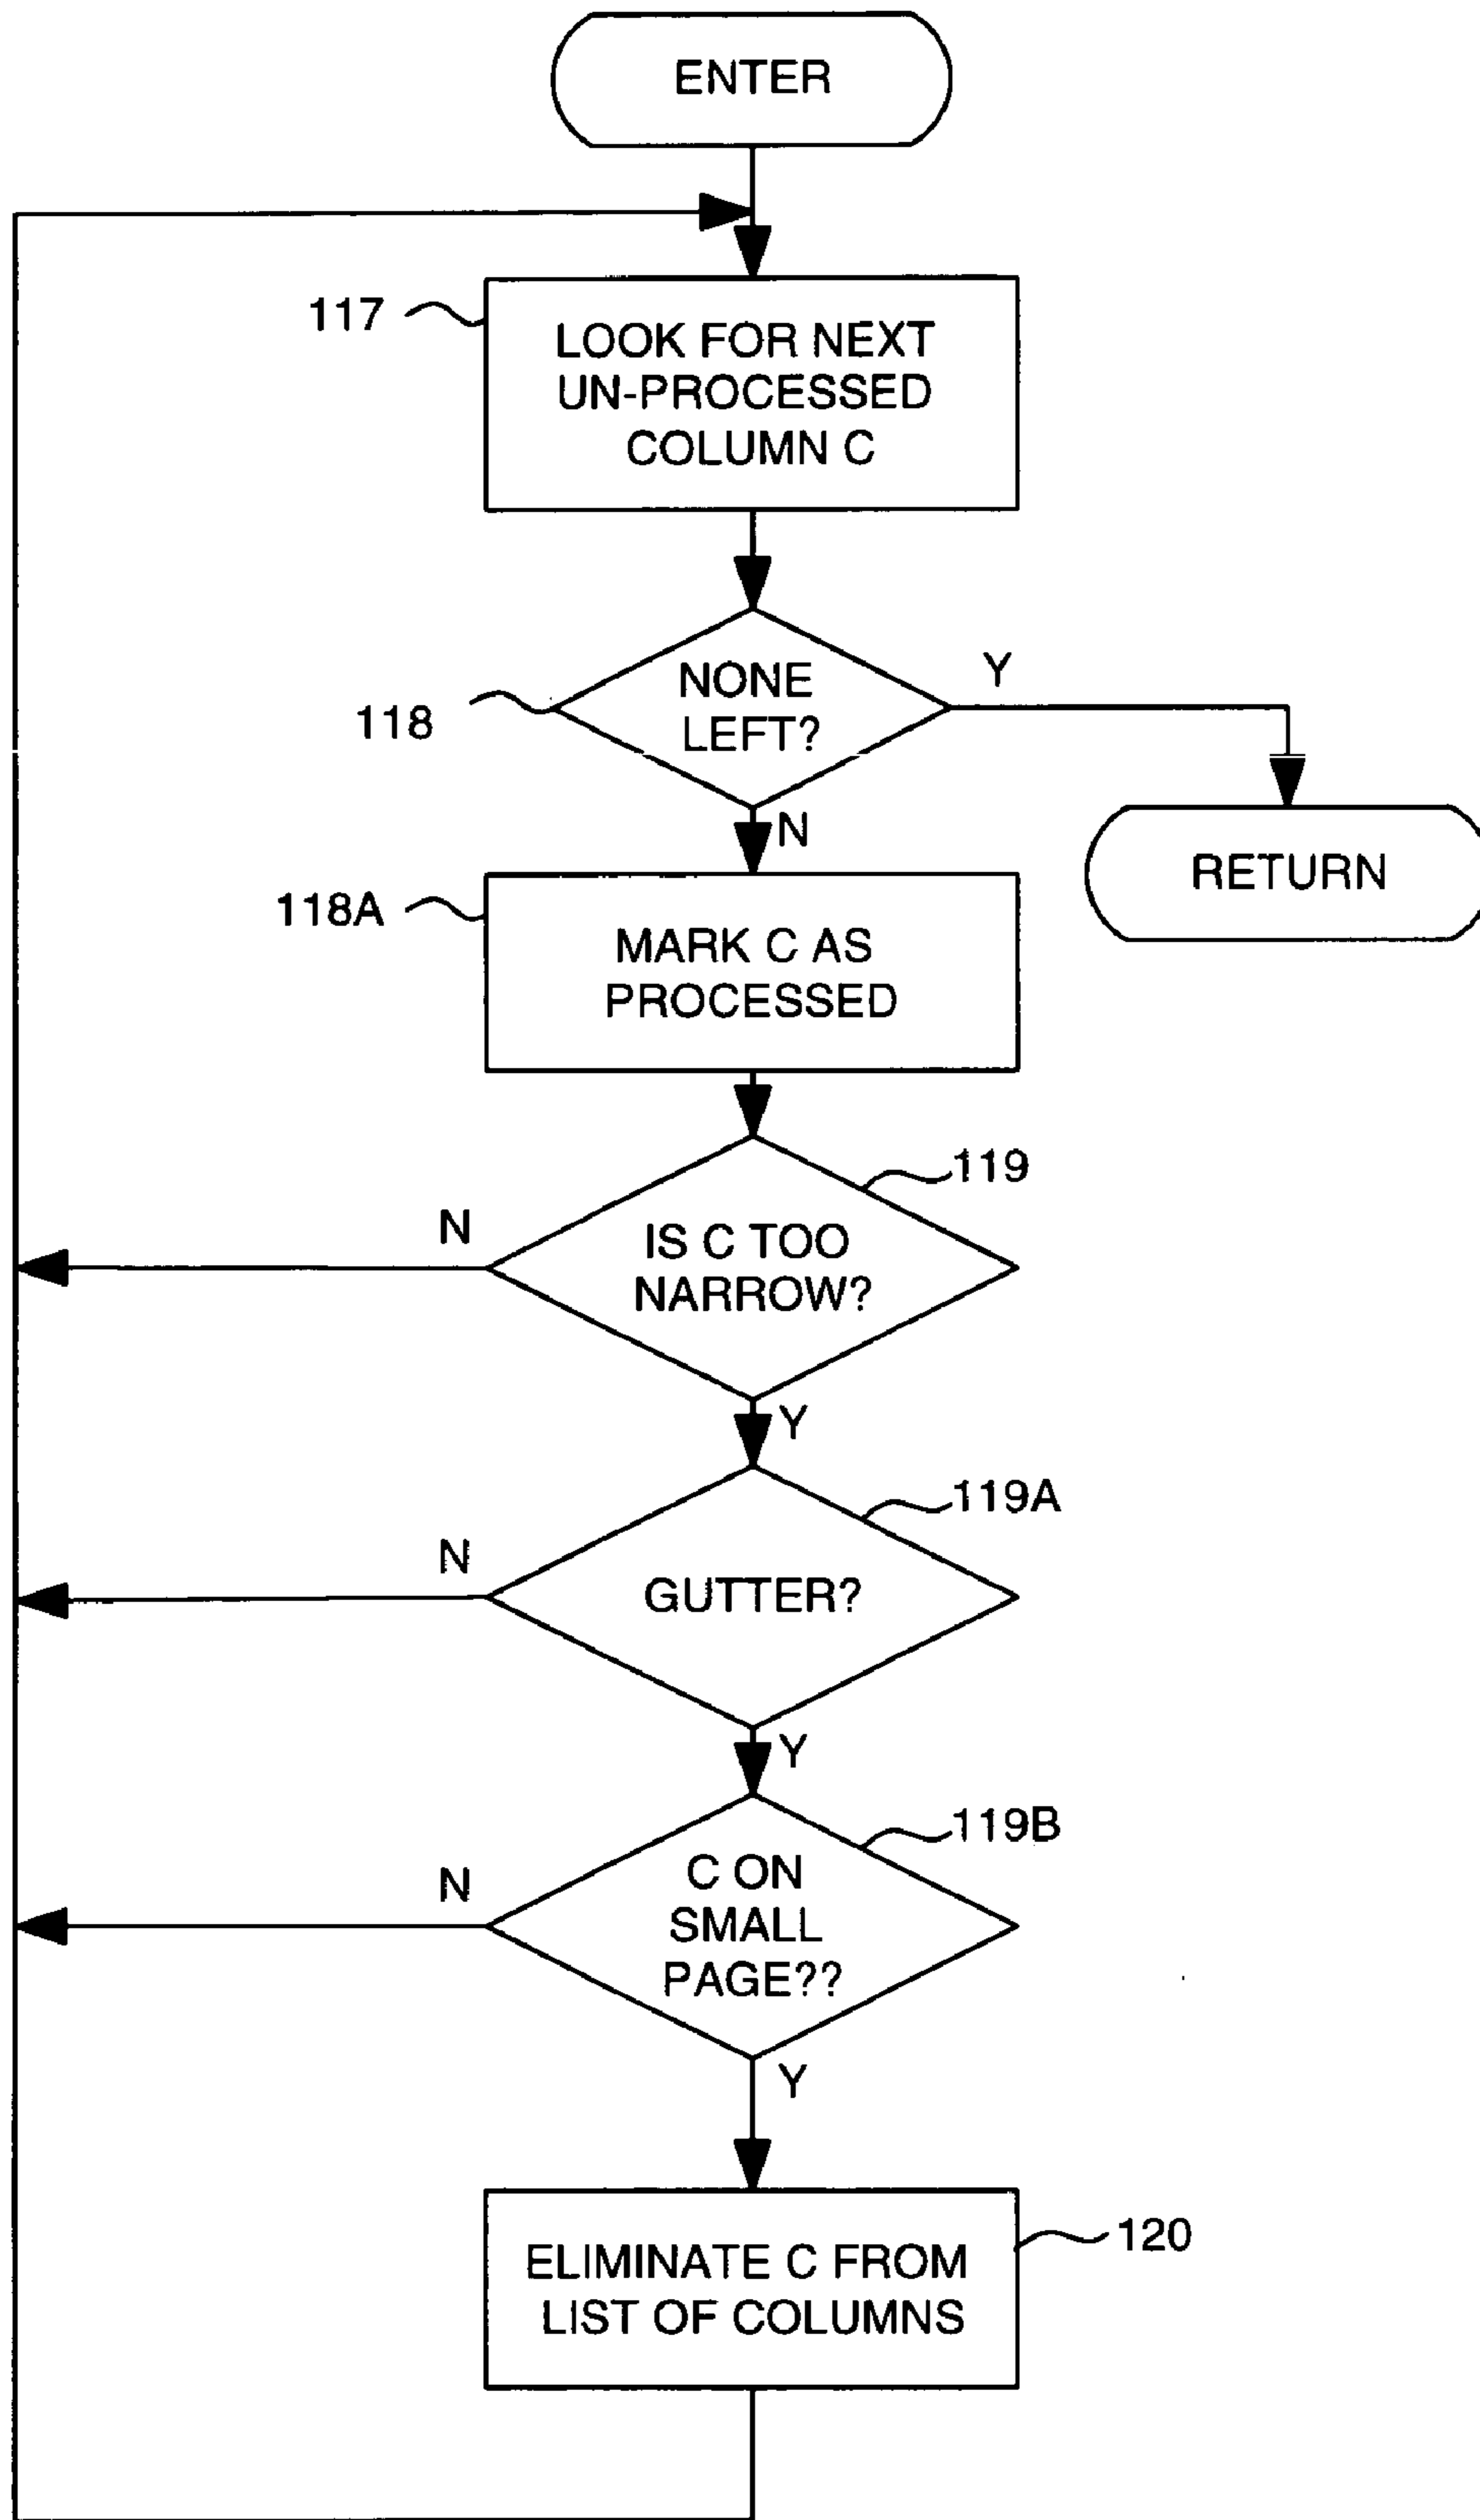 ENTER
117
LOOK FOR NEXT
UN-PROCESSED
COLUMN C
118
NONE
LEFT?
Y
N
RETURN
118A
MARK C AS
PROCESSED
119
N
IS C TOO
NARROW?
Y
119A
N
GUTTER?
Y
119B
N
C ON
SMALL
PAGE??
Y
120
ELIMINATE C FROM
LIST OF COLUMNS